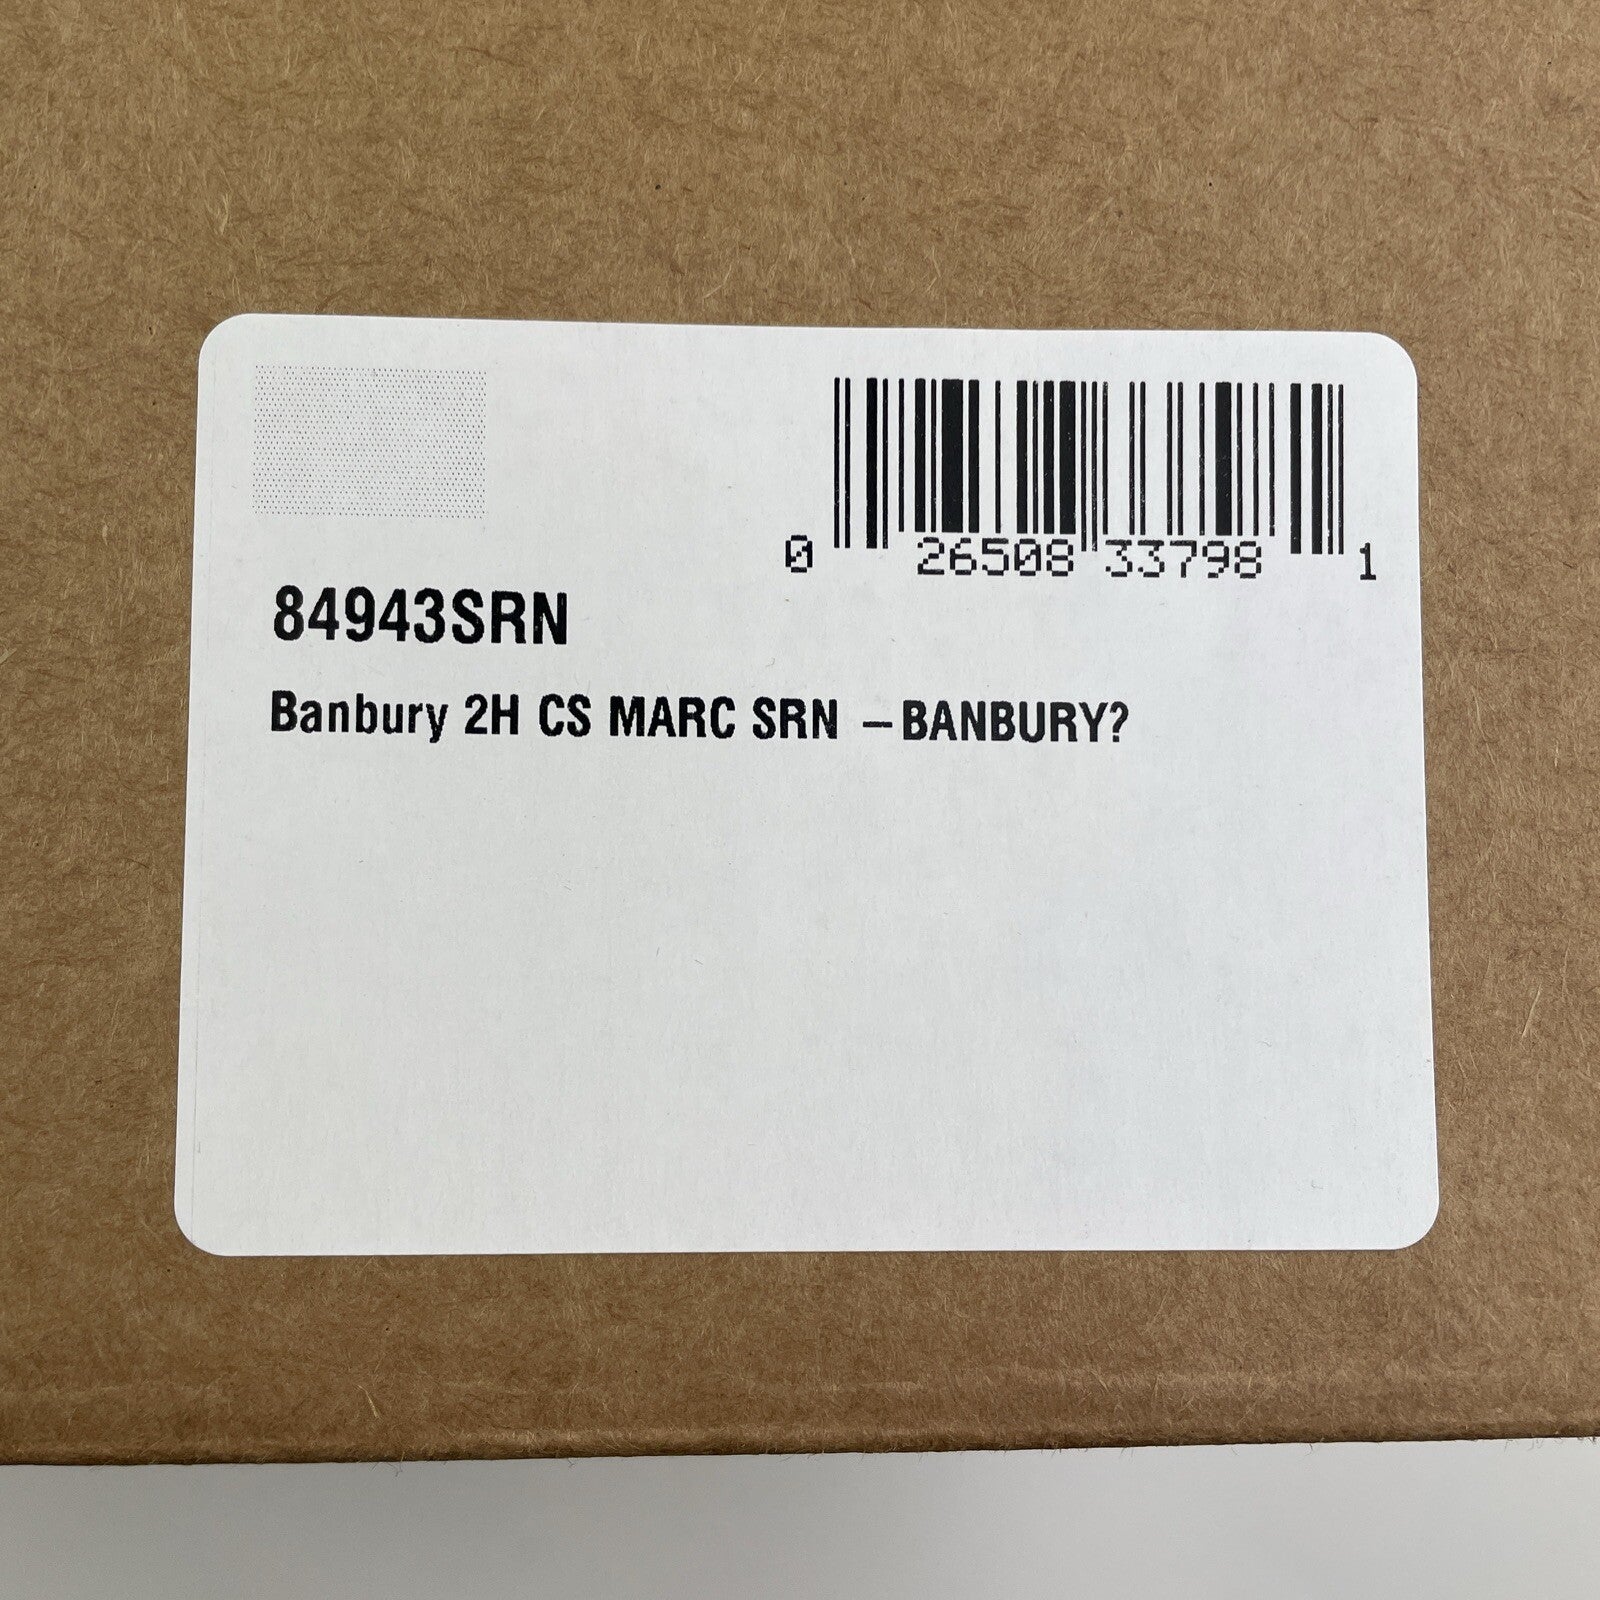 0 26508 33798 1
84943SRN
Banbury 2H CS MARC SRN –BANBURY?